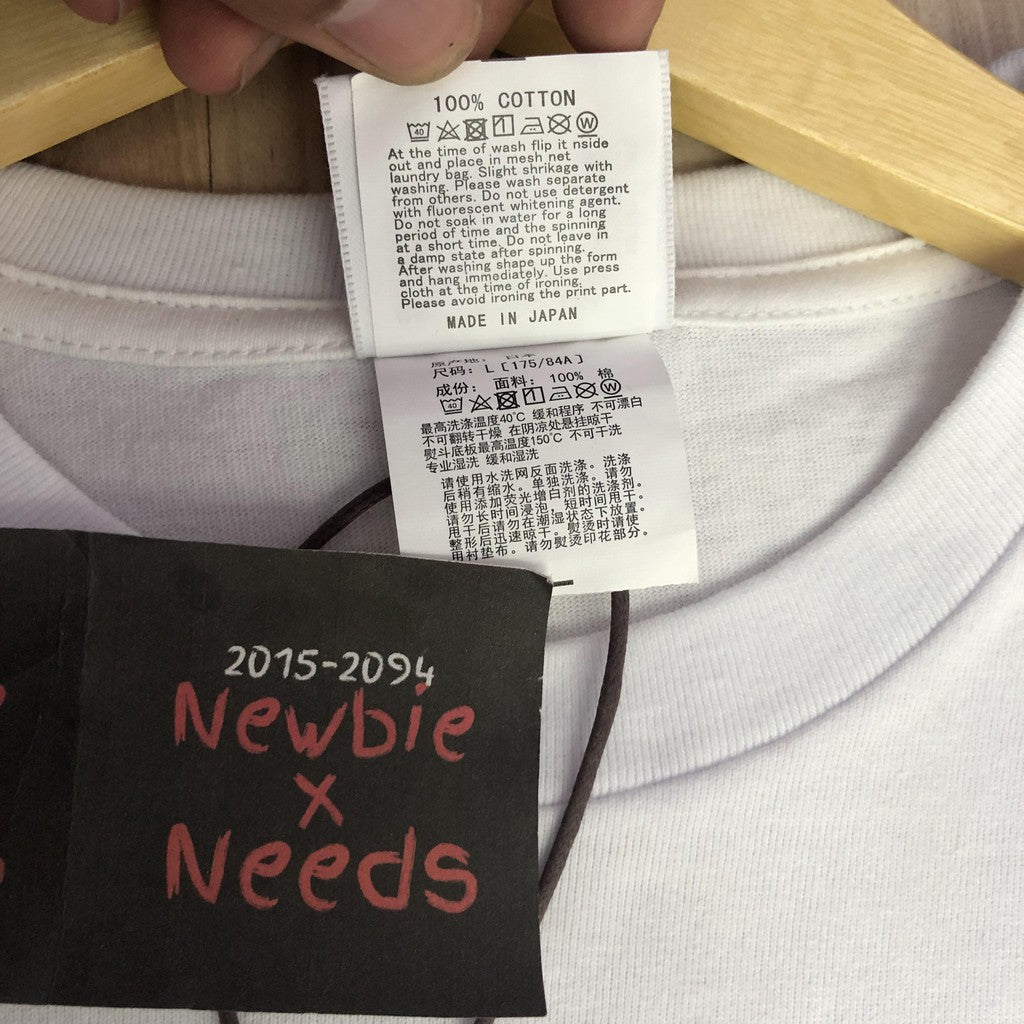 100% COTTON
40
At the time of wash flip it nside
out and place in mesh net
laundry bag. Slight shrikage with
washing. Please wash separate
from others. Do not use detergent
with fluorescent whitening agent.
Do not soak in water for a long
period of time and the spinning
at a short time. Do not leave in
a damp state after spinning.
After washing shape up the form
and hang immediately. Use press
cloth at the time of ironing.
Please avoid ironing the print part.
MADE IN JAPAN
原产地: 日本
尺码: L [175/84A]
成份: 面料: 100% 棉
40
最高洗涤温度40℃ 缓和程序 不可漂白
不可翻转干燥 在阴凉处悬挂晾干
熨斗底板最高温度150℃ 不可干洗
专业湿洗 缓和湿洗
请使用水洗网反面洗涤。洗涤
后稍有缩水。单独洗涤。请勿
使用添加荧光增白剂的洗涤剂。
请勿长时间浸泡, 短时间甩干。
甩干后请勿在潮湿状态下放置。
整形后迅速晾干。熨烫时请使
用衬垫布。请勿熨烫印花部分。
2015-2094
Newbie
x
Needs